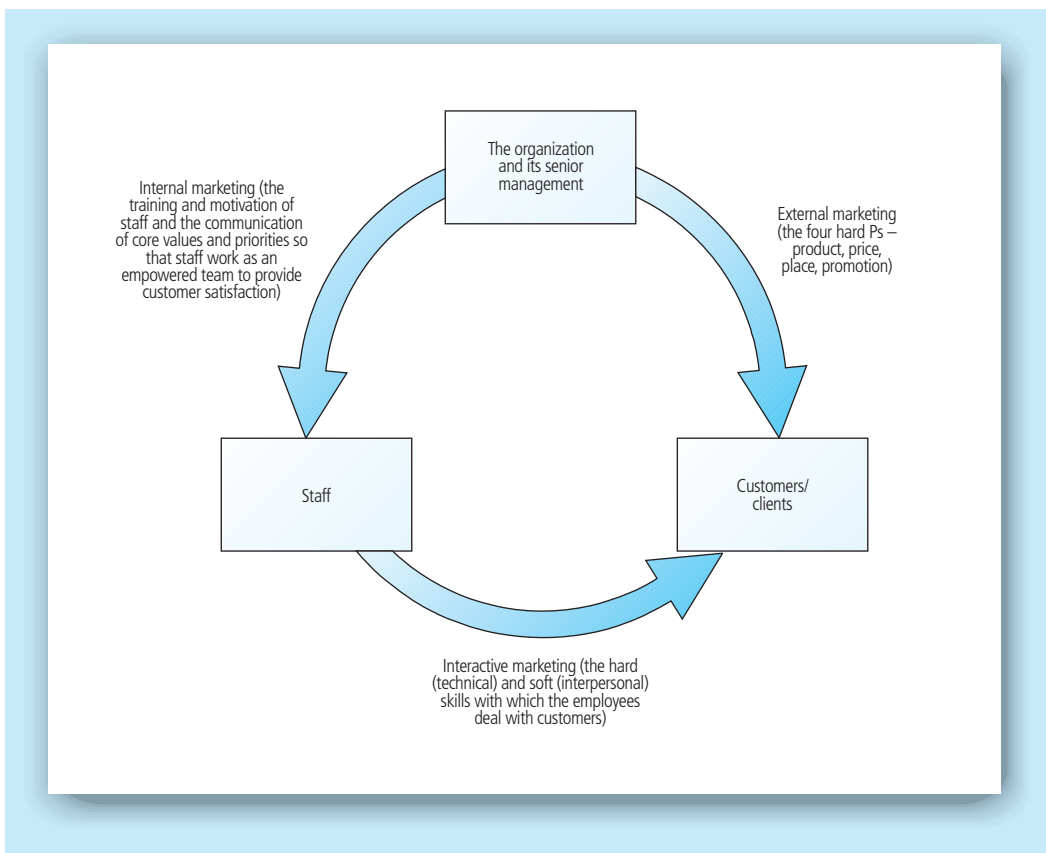 The organization
and its senior
management
Internal marketing (the
training and motivation of
staff and the communication
of core values and priorities so
that staff work as an
empowered team to provide
customer satisfaction)
External marketing
(the four hard Ps –
product, price,
place, promotion)
Staff
Customers/
clients
Interactive marketing (the hard
(technical) and soft (interpersonal)
skills with which the employees
deal with customers)